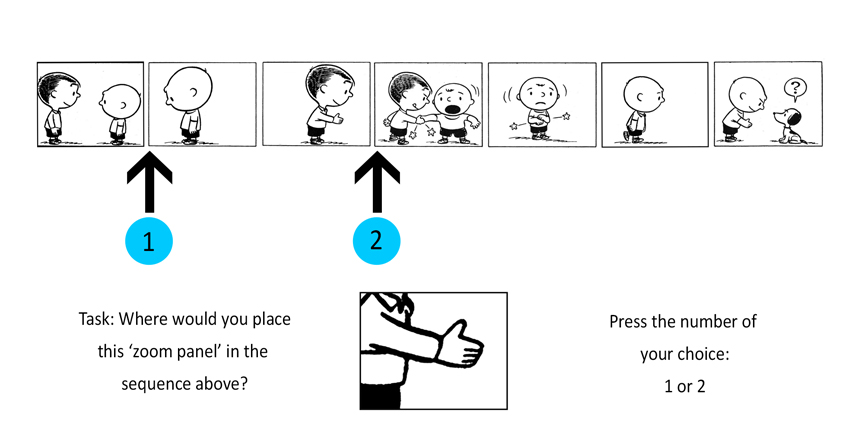 ?
1
2
Task: Where would you place
this ‘zoom panel’ in the
sequence above?
Press the number of
your choice:
1 or 2